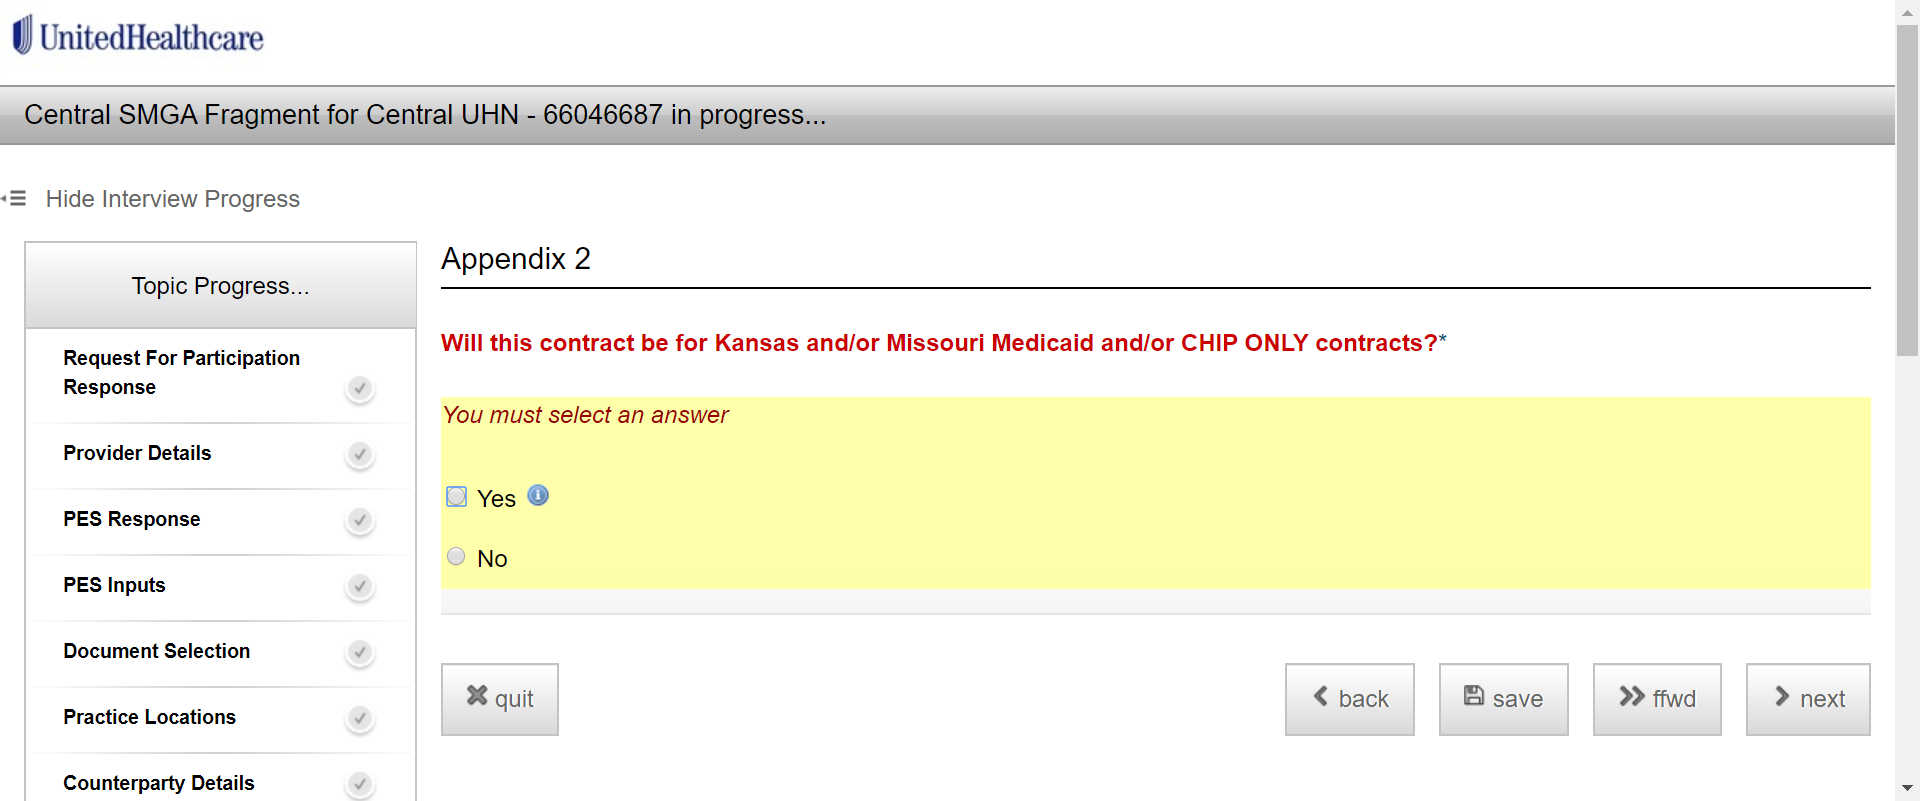 UnitedHealthcare
Central SMGA Fragment for Central UHN - 66046687 in progress...
Hide Interview Progress
Topic Progress...
Request For Participation
Response
Provider Details
PES Response
PES Inputs
Document Selection
Practice Locations
Counterparty Details
Appendix 2
Will this contract be for Kansas and/or Missouri Medicaid and/or CHIP ONLY contracts?*
You must select an answer
Yes
No
quit
back
save
ffwd
next